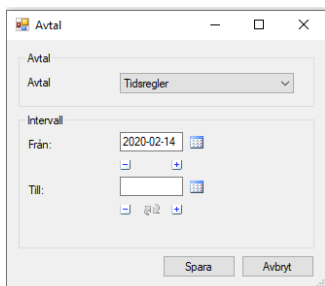 Avtal
Avtal
Avtal Tidsregler
Intervall
Från: 2020-02-14
Till:
Spara Avbryt